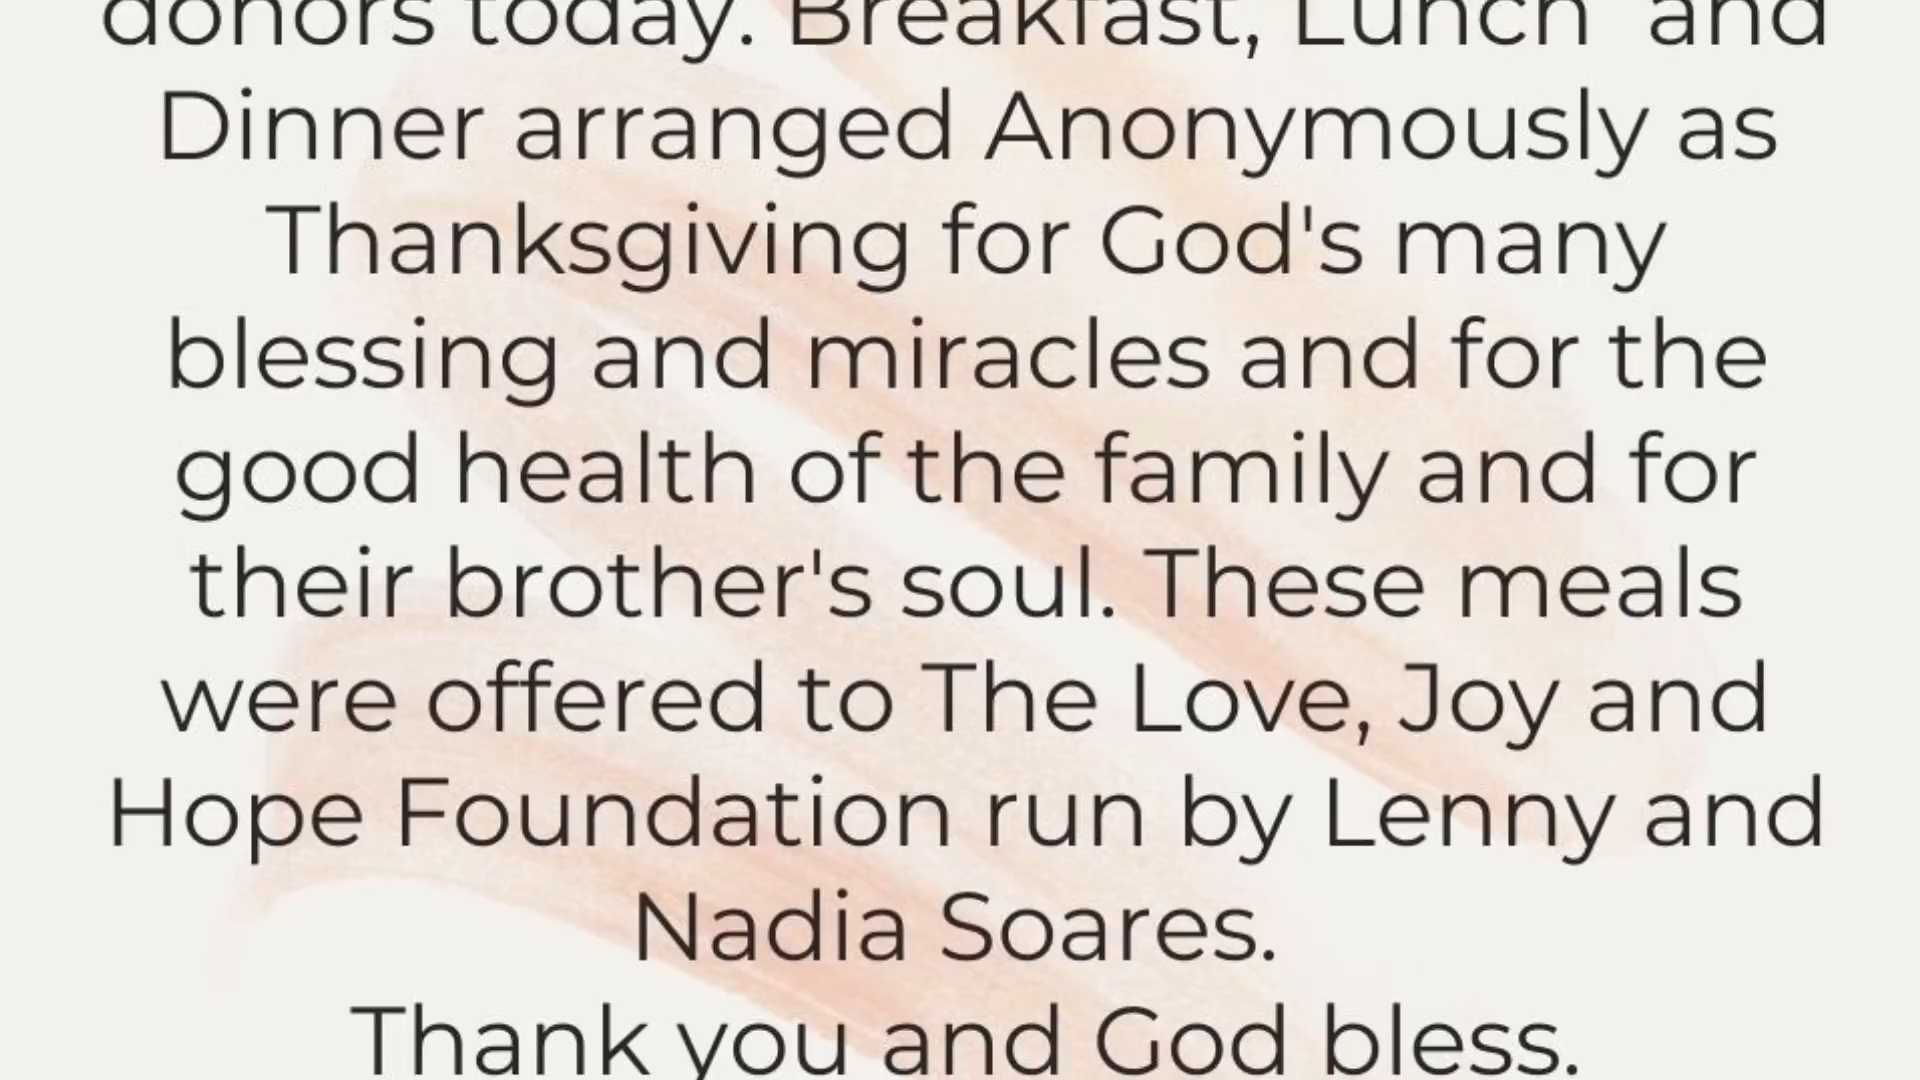 donors today. Breakfast, Lunch and
Dinner arranged Anonymously as
Thanksgiving for God's many
blessing and miracles and for the
good health of the family and for
their brother's soul. These meals
were offered to The Love, Joy and
Hope Foundation run by Lenny and
Nadia Soares.
Thank you and God bless.